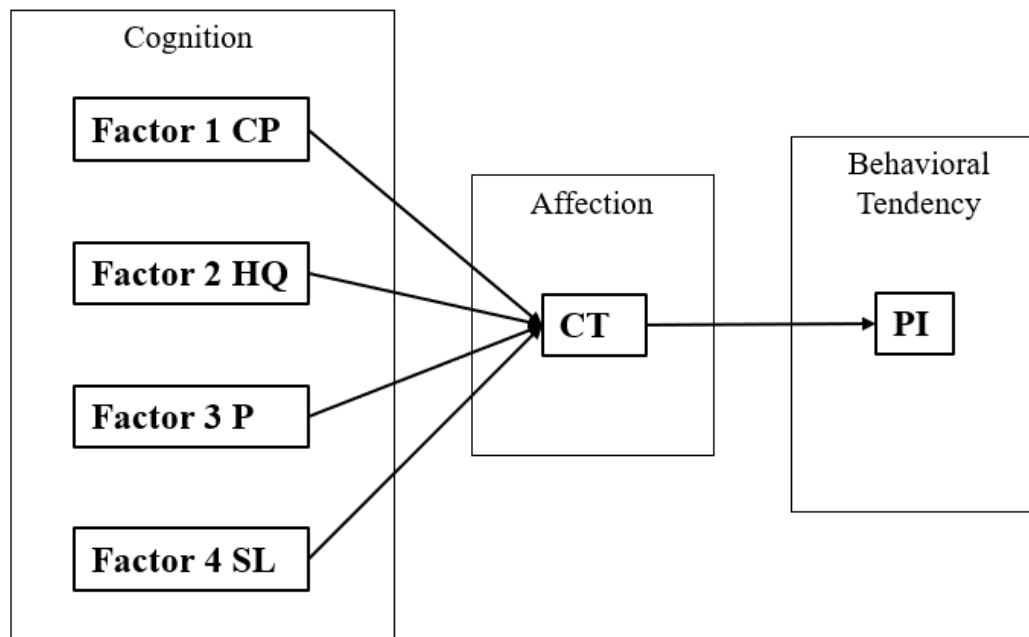 Cognition
Factor 1 CP
Factor 2 HQ
Factor 3 P
Factor 4 SL
Affection
CT
Behavioral
Tendency
PI